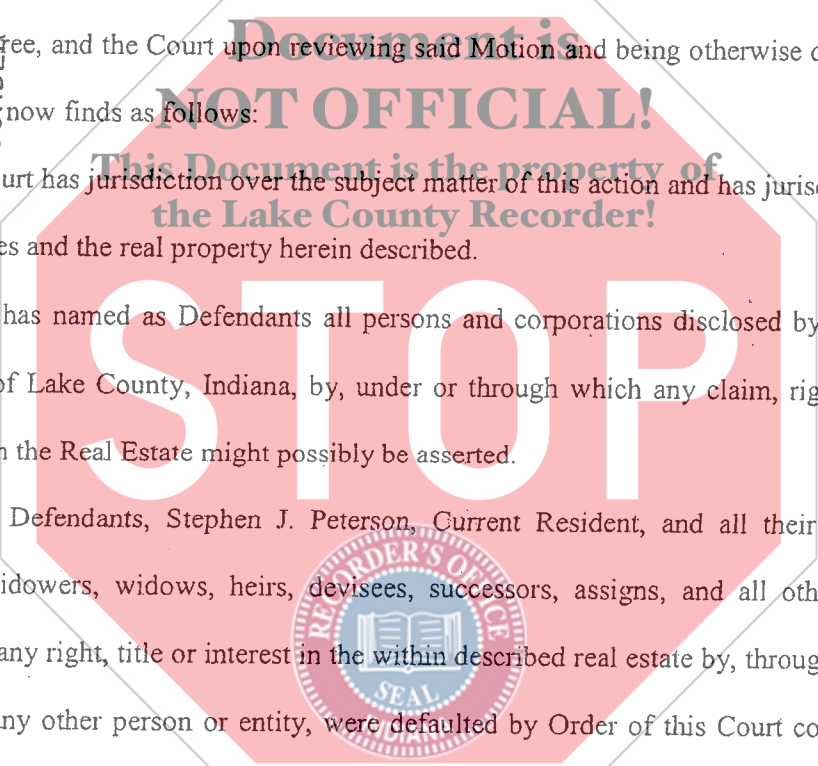 Document is
ree, and the Court upon reviewing said Motion and being otherwise
NOT OFFICIAL!
now finds as follows:
This Document is the property of
urt has jurisdiction over the subject matter of this action and has juris
the Lake County Recorder!
es and the real property herein described.
STOP
has named as Defendants all persons and corporations disclosed by
of Lake County, Indiana, by, under or through which any claim, rig
the Real Estate might possibly be asserted.
Defendants, Stephen J. Peterson, Current Resident, and all their
idowers, widows, heirs, devisees, successors, assigns, and all oth
any right, title or interest in the within described real estate by, throug
ny other person or entity, were defaulted by Order of this Court co
RECORDER'S OFFICE
SEAL
INDIANA